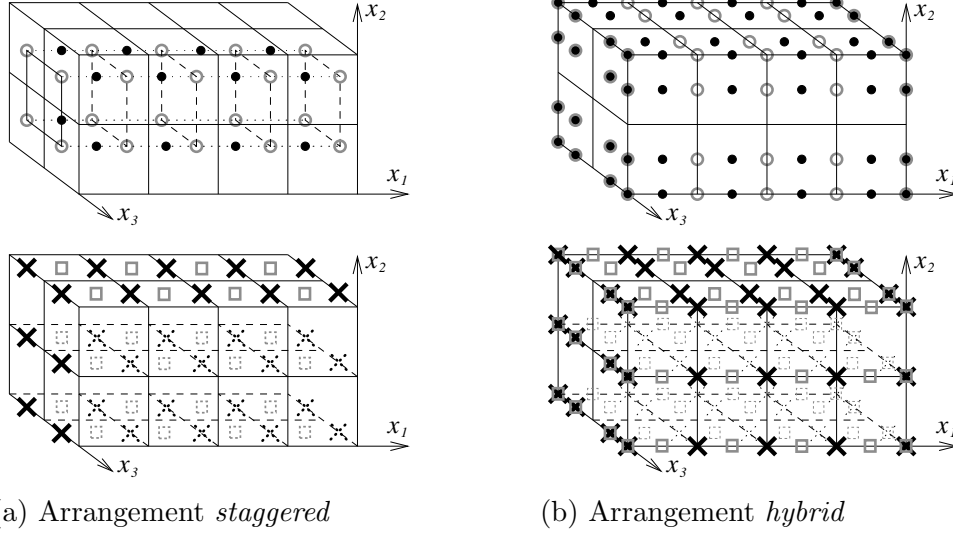 x₂
x₂
x₁
x₁
x₃
x₃
x₂
x₂
x₁
x₁
x₃
x₃
a) Arrangement staggered
(b) Arrangement hybrid